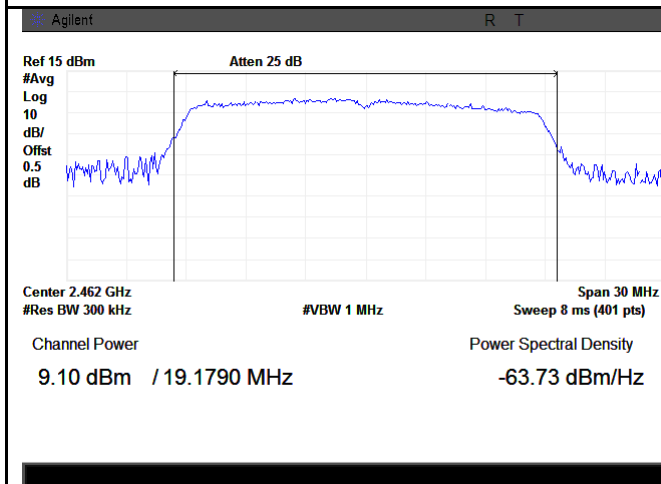 Agilent R T
Ref 15 dBm Atten 25 dB
#Avg
Log
10
dB/
Offst
0.5
dB
Center 2.462 GHz Span 30 MHz
#Res BW 300 kHz #VBW 1 MHz Sweep 8 ms (401 pts)
Channel Power Power Spectral Density
9.10 dBm / 19.1790 MHz -63.73 dBm/Hz